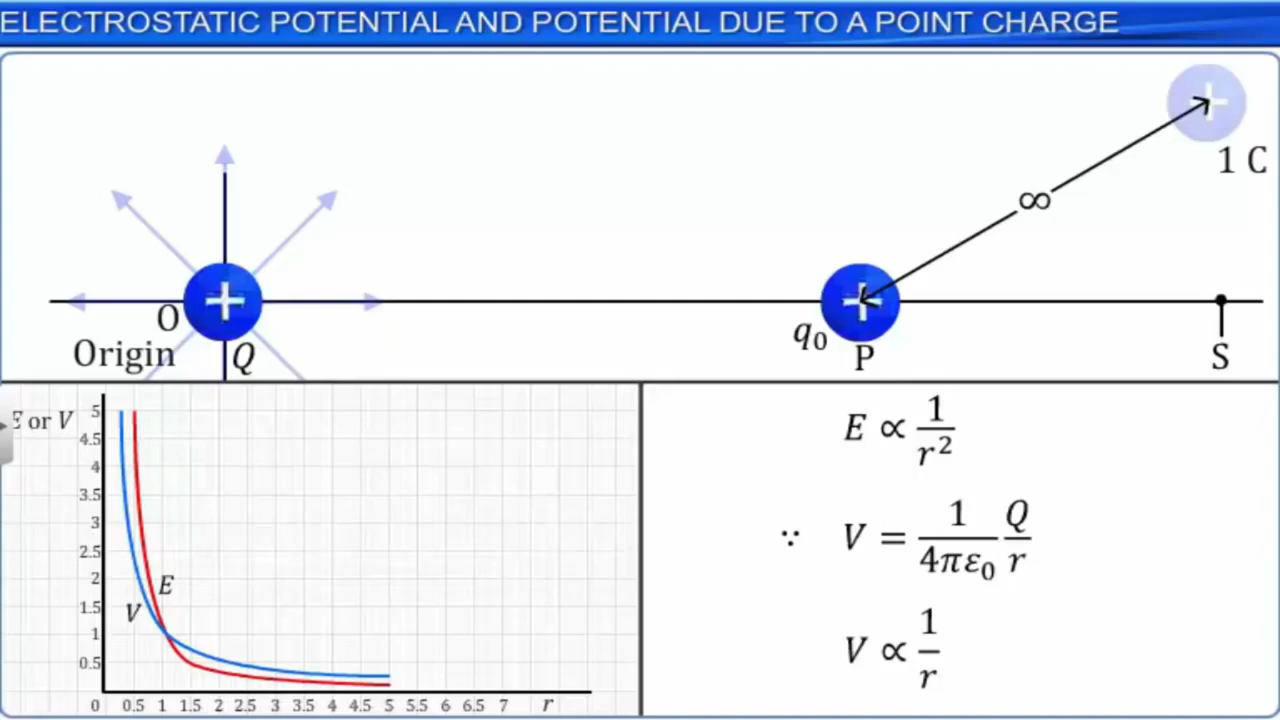 ELECTROSTATIC POTENTIAL AND POTENTIAL DUE TO A POINT CHARGE
1 C
∞
O
Origin
Q
q₀
P
S
E or V
5
4.5
4
3.5
3
2.5
2
1.5
1
0.5
E
V
0 0.5 1 1.5 2 2.5 3 3.5 4 4.5 5 5.5 6 6.5 7 r
E ∝ 1/r²
∵ V = 1/4πε₀ Q/r
V ∝ 1/r